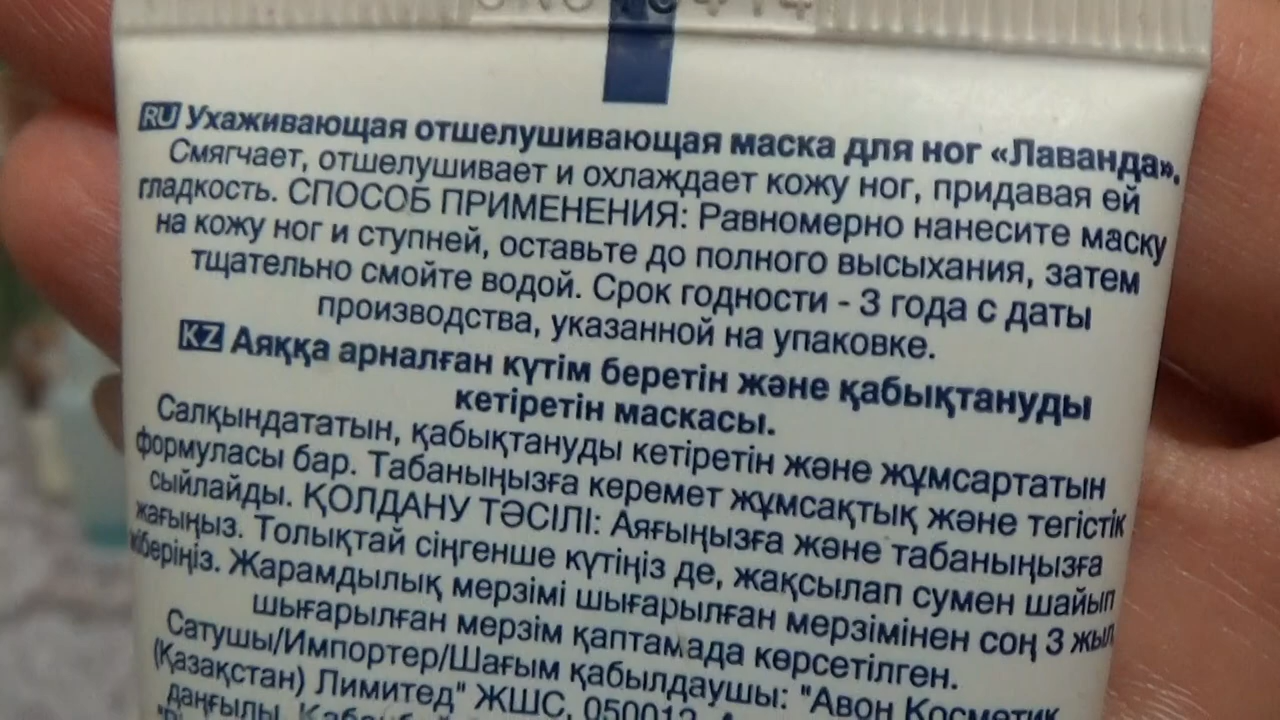 RU Ухаживающая отшелушивающая маска для ног «Лаванда».
Смягчает, отшелушивает и охлаждает кожу ног, придавая ей
гладкость. СПОСОБ ПРИМЕНЕНИЯ: Равномерно нанесите маску
на кожу ног и ступней, оставьте до полного высыхания, затем
тщательно смойте водой. Срок годности - 3 года с даты
производства, указанной на упаковке.
KZ Аяққа арналған күтім беретін және қабықтануды
кетіретін маскасы.
Салқындататын, қабықтануды кетіретін және жұмсартатын
формуласы бар. Табаныңызға керемет жұмсақтық және тегістік
сыйлайды. ҚОЛДАНУ ТӘСІЛІ: Аяғыңызға және табаныңызға
жағыңыз. Толықтай сіңгенше күтіңіз де, жақсылап сумен шайып
жіберіңіз. Жарамдылық мерзімі шығарылған мерзімінен соң 3 жыл,
шығарылған мерзім қаптамада көрсетілген.
Сатушы/Импортер/Шағым қабылдаушы: "Авон Косметик
(Қазақстан) Лимитед" ЖШС, 050012,
даңғылы,